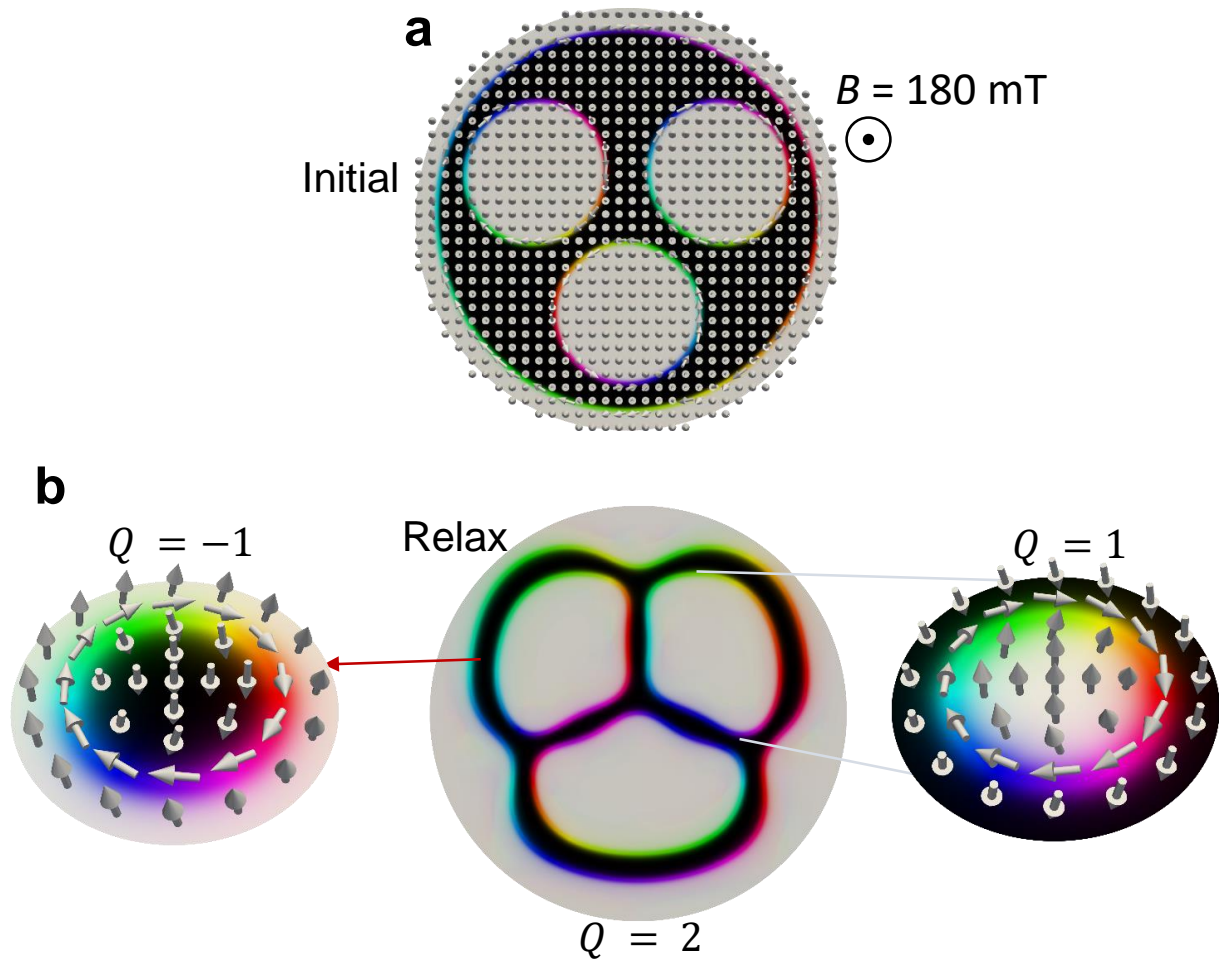 a
B = 180 mT
Initial
b
Q = −1
Relax
Q = 1
Q = 2